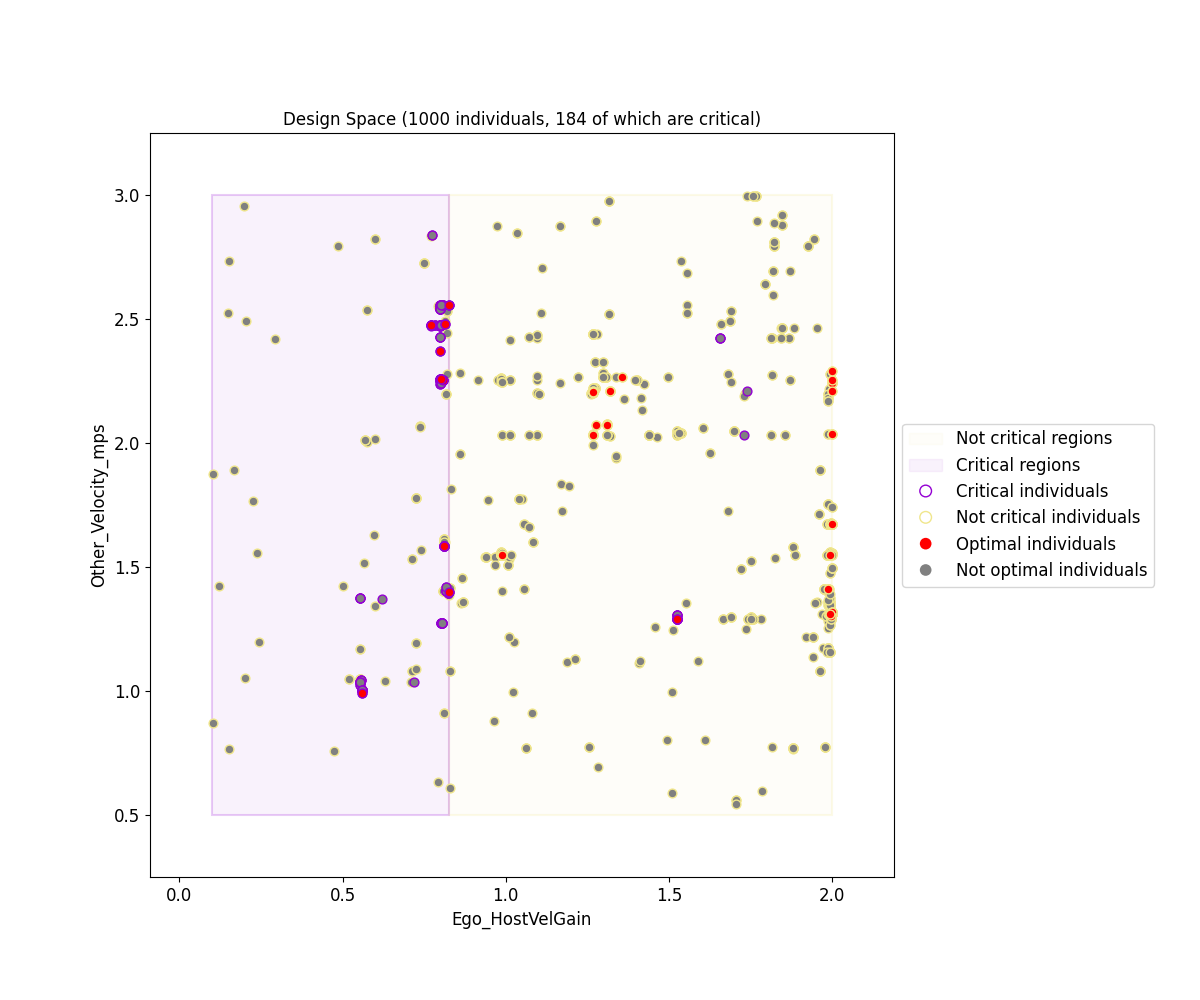 Design Space (1000 individuals, 184 of which are critical)
3.0
2.5
2.0
1.5
1.0
0.5
Other_Velocity_mps
0.0
0.5
1.0
1.5
2.0
Ego_HostVelGain
Not critical regions
Critical regions
Critical individuals
Not critical individuals
Optimal individuals
Not optimal individuals